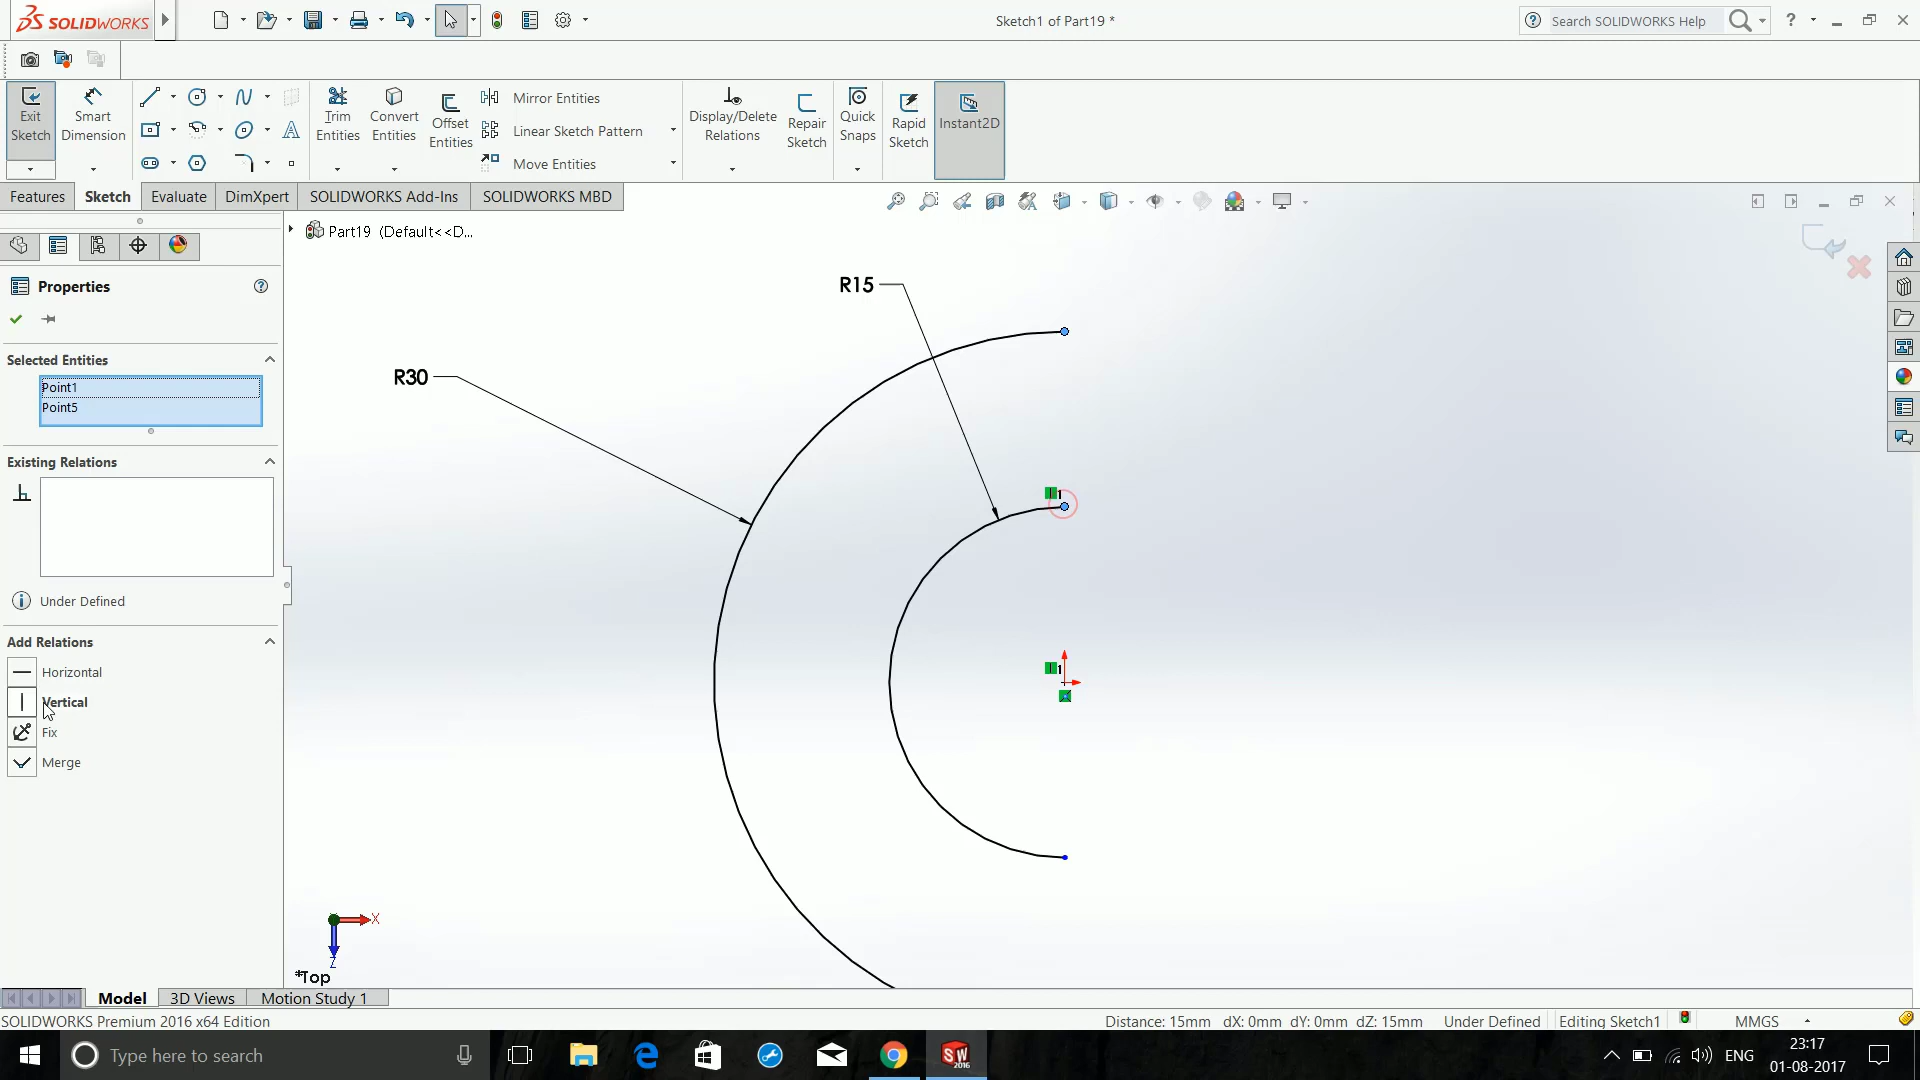 SOLIDWORKS
Sketch1 of Part19 *
Search SOLIDWORKS Help
?
Exit Sketch
Smart Dimension
Trim Entities
Convert Entities
Offset Entities
Mirror Entities
Linear Sketch Pattern
Move Entities
Display/Delete Relations
Repair Sketch
Quick Snaps
Rapid Sketch
Instant2D
Features
Sketch
Evaluate
DimXpert
SOLIDWORKS Add-Ins
SOLIDWORKS MBD
Part19 (Default<<D...
Properties
?
Selected Entities
Point1
Point5
Existing Relations
Under Defined
Add Relations
Horizontal
Vertical
Fix
Merge
R15
R30
1
1
X
Z
*Top
Model
3D Views
Motion Study 1
SOLIDWORKS Premium 2016 x64 Edition
Distance: 15mm dX: 0mm dY: 0mm dZ: 15mm
Under Defined
Editing Sketch1
MMGS
Type here to search
SW
2016
ENG
23:17
01-08-2017